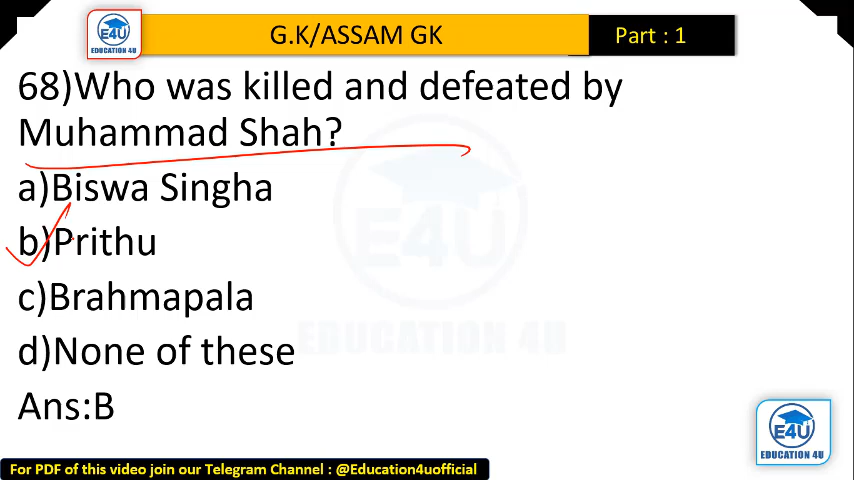 E4U
EDUCATION 4U
G.K/ASSAM GK
Part : 1
68)Who was killed and defeated by
Muhammad Shah?
a)Biswa Singha
b)Prithu
c)Brahmapala
d)None of these
Ans:B
E4U
EDUCATION 4U
E4U
EDUCATION 4U
For PDF of this video join our Telegram Channel : @Education4uofficial